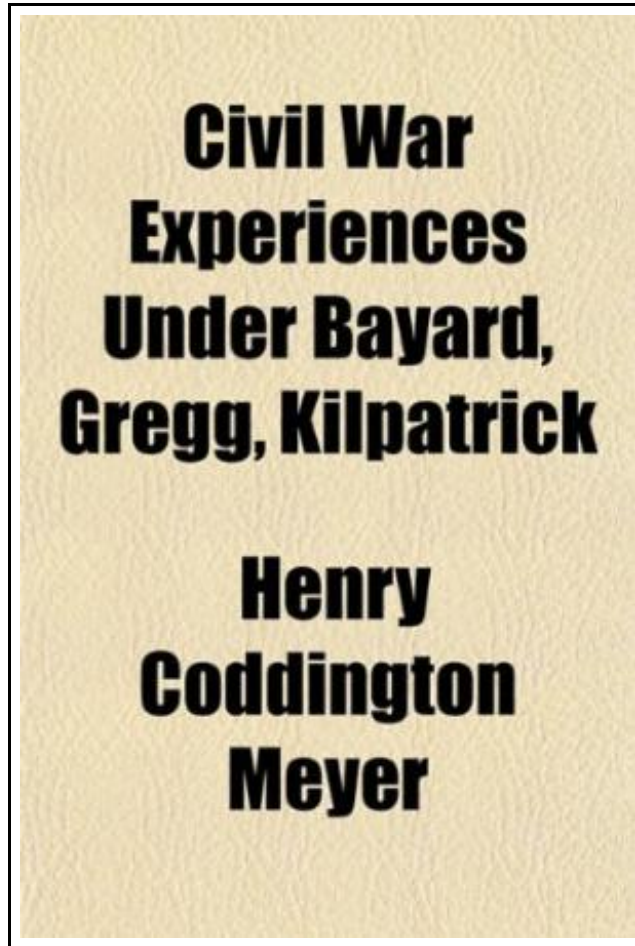 Civil War
Experiences
Under Bayard,
Gregg, Kilpatrick
Henry
Coddington
Meyer